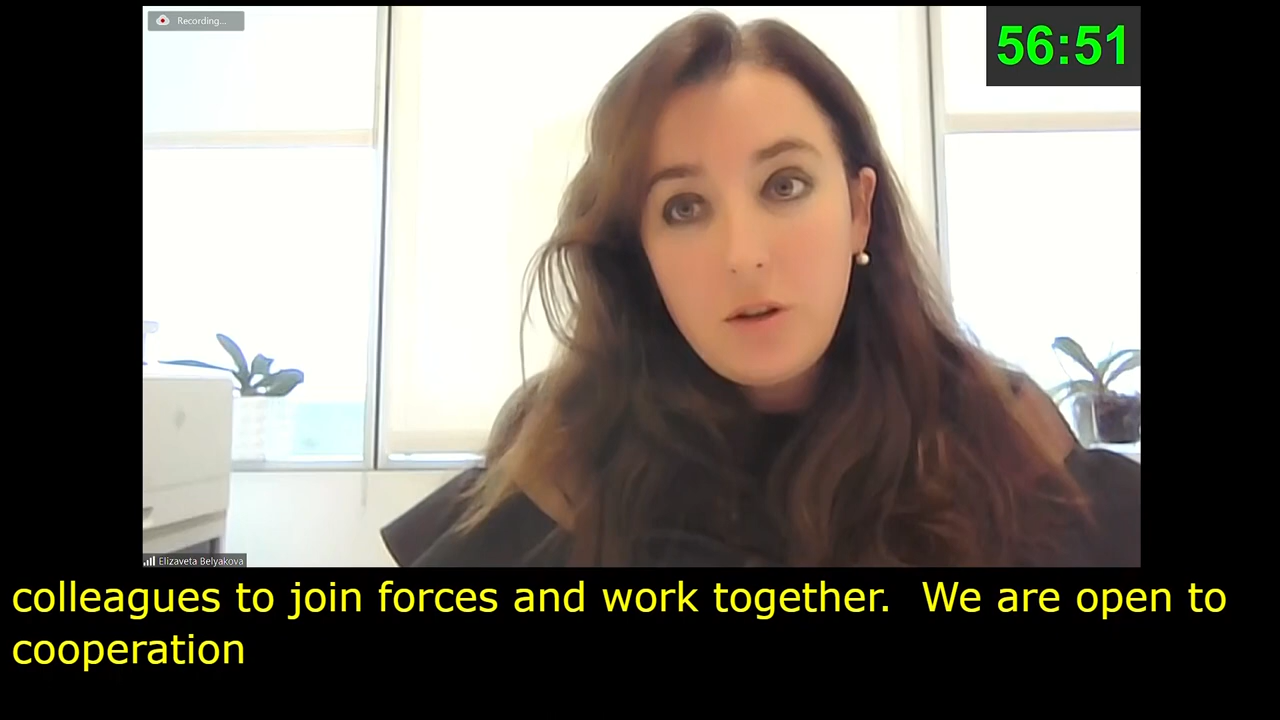 Recording...
56:51
Elizaveta Belyakova
colleagues to join forces and work together.  We are open to
cooperation